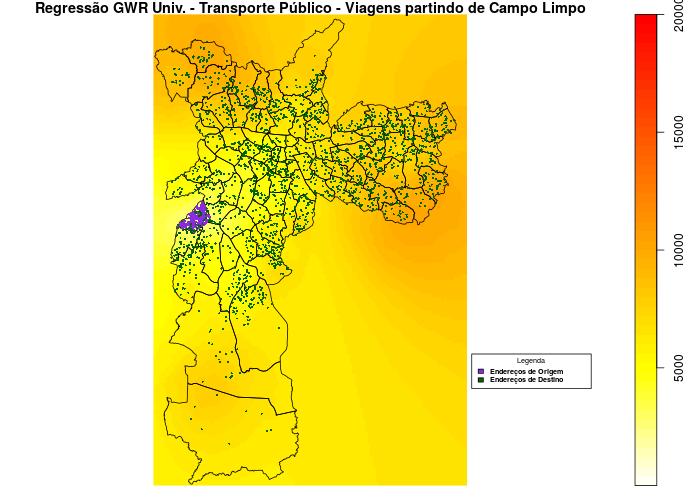 Regressão GWR Univ. - Transporte Público - Viagens partindo de Campo Limpo
20000
15000
10000
5000
Legenda
Endereços de Origem
Endereços de Destino